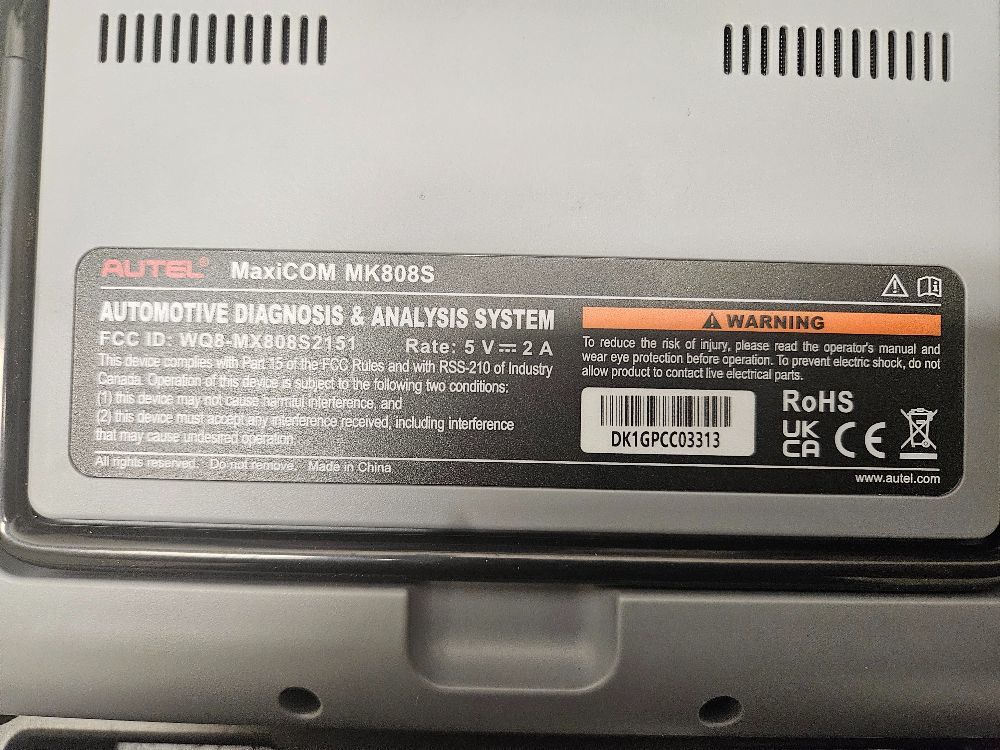 AUTEL® MaxiCOM MK808S
AUTOMOTIVE DIAGNOSIS & ANALYSIS SYSTEM
FCC ID: WQ8-MX808S2151 Rate: 5 V⎓2 A
This device complies with Part 15 of the FCC Rules and with RSS-210 of Industry
Canada. Operation of this device is subject to the following two conditions:
(1) this device may not cause harmful interference, and
(2) this device must accept any interference received, including interference
that may cause undesired operation.
All rights reserved. Do not remove. Made in China
WARNING
To reduce the risk of injury, please read the operator's manual and
wear eye protection before operation. To prevent electric shock, do not
allow product to contact live electrical parts.
DK1GPCC03313
RoHS
UK
CA CE
www.autel.com